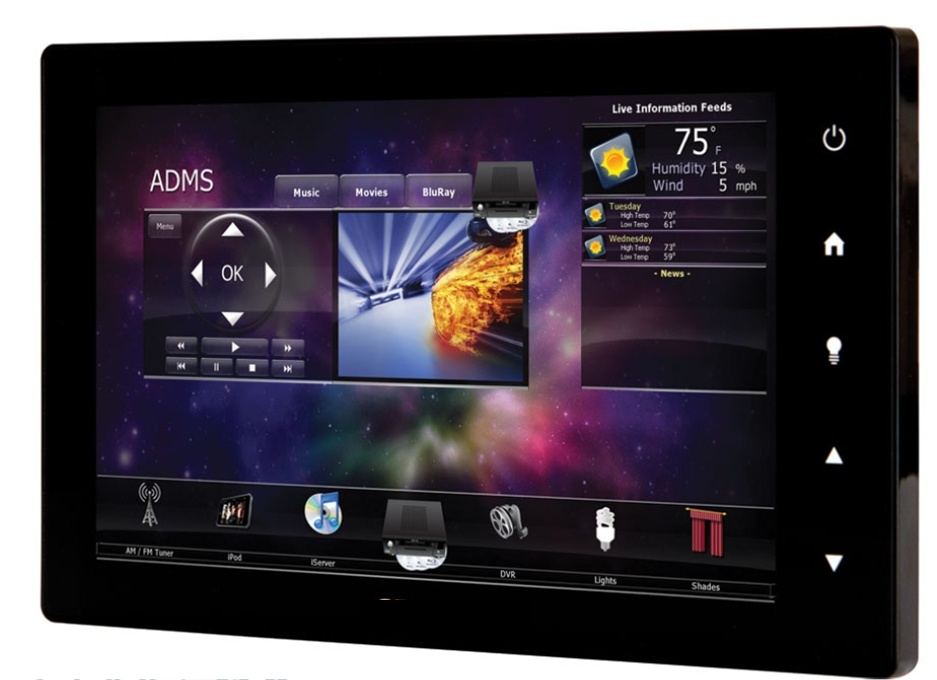 Live Information Feeds
75° F
Humidity 15 %
Wind 5 mph
ADMS
Music Movies BluRay
Menu
OK
Tuesday
High Temp 70°
Low Temp 61°
Wednesday
High Temp 73°
Low Temp 59°
- News -
AM / FM Tuner iPod iServer DVR Lights Shades